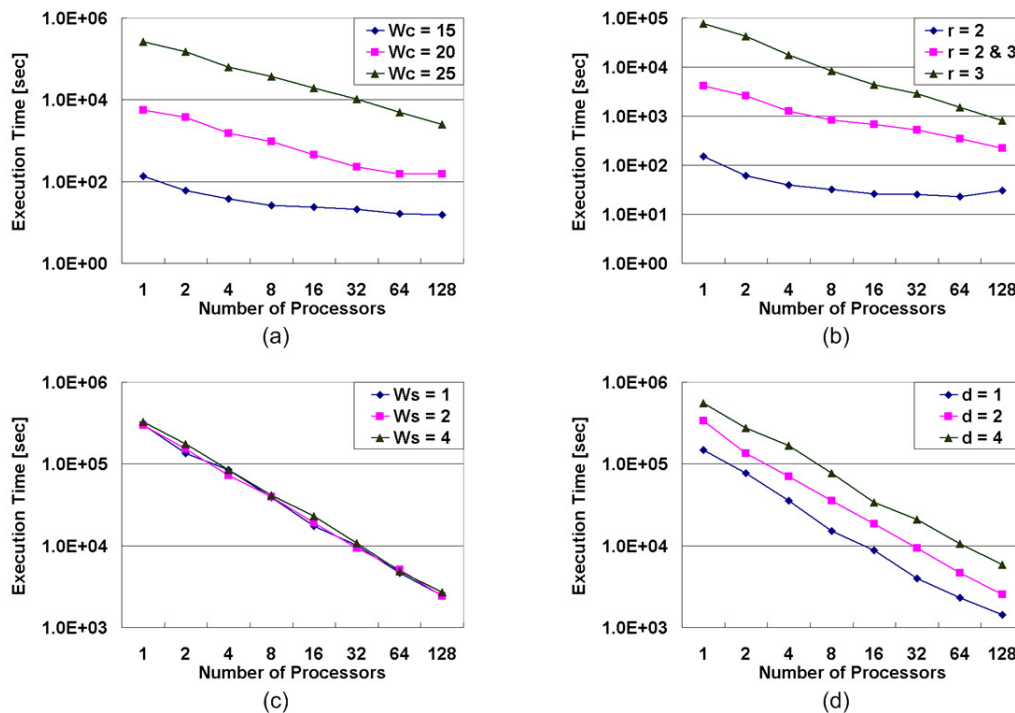 1.0E+06
1.0E+04
1.0E+02
1.0E+00
Execution Time [sec]
Wc = 15
Wc = 20
Wc = 25
1 2 4 8 16 32 64 128
Number of Processors
(a)
1.0E+05
1.0E+04
1.0E+03
1.0E+02
1.0E+01
1.0E+00
Execution Time [sec]
r = 2
r = 2 & 3
r = 3
1 2 4 8 16 32 64 128
Number of Processors
(b)
1.0E+06
1.0E+05
1.0E+04
1.0E+03
Execution Time [sec]
Ws = 1
Ws = 2
Ws = 4
1 2 4 8 16 32 64 128
Number of Processors
(c)
1.0E+06
1.0E+05
1.0E+04
1.0E+03
Execution Time [sec]
d = 1
d = 2
d = 4
1 2 4 8 16 32 64 128
Number of Processors
(d)